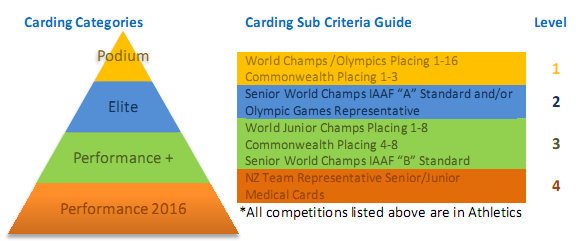 Carding Categories
Carding Sub Criteria Guide
Level
Podium
World Champs /Olympics Placing 1-16
Commonwealth Placing 1-3
1
Elite
Senior World Champs IAAF “A” Standard and/or
Olympic Games Representative
2
Performance +
World Junior Champs Placing 1-8
Commonwealth Placing 4-8
Senior World Champs IAAF “B” Standard
3
Performance 2016
NZ Team Representative Senior/Junior
Medical Cards
4
*All competitions listed above are in Athletics